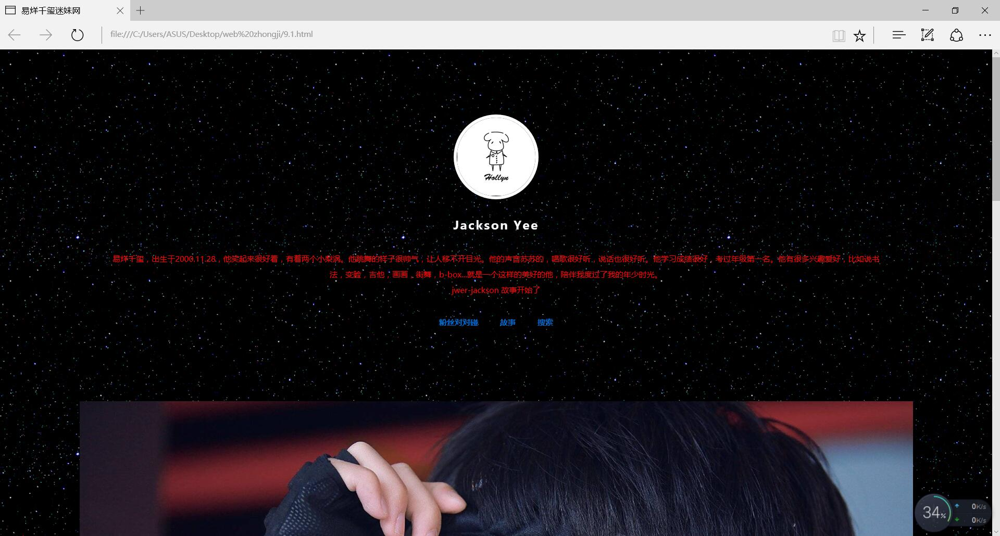 易烊千玺迷妹网
file:///C:/Users/ASUS/Desktop/web%20zhongji/9.1.html
Hollyn
Jackson Yee
易烊千玺，出生于2000.11.28，他笑起来很好看，有着两个小梨涡。他跳舞的样子很帅气，让人移不开目光。他的声音苏苏的，唱歌很好听，说话也很好听。他学习成绩很好，考过年级第一名。他有很多兴趣爱好，比如说书
法，变脸，吉他，画画，街舞，b-box...就是一个这样的美好的他，陪伴我度过了我的年少时光。
jwer-jackson 故事开始了
粉丝对对碰 故事 搜索
34%
0K/s
0K/s